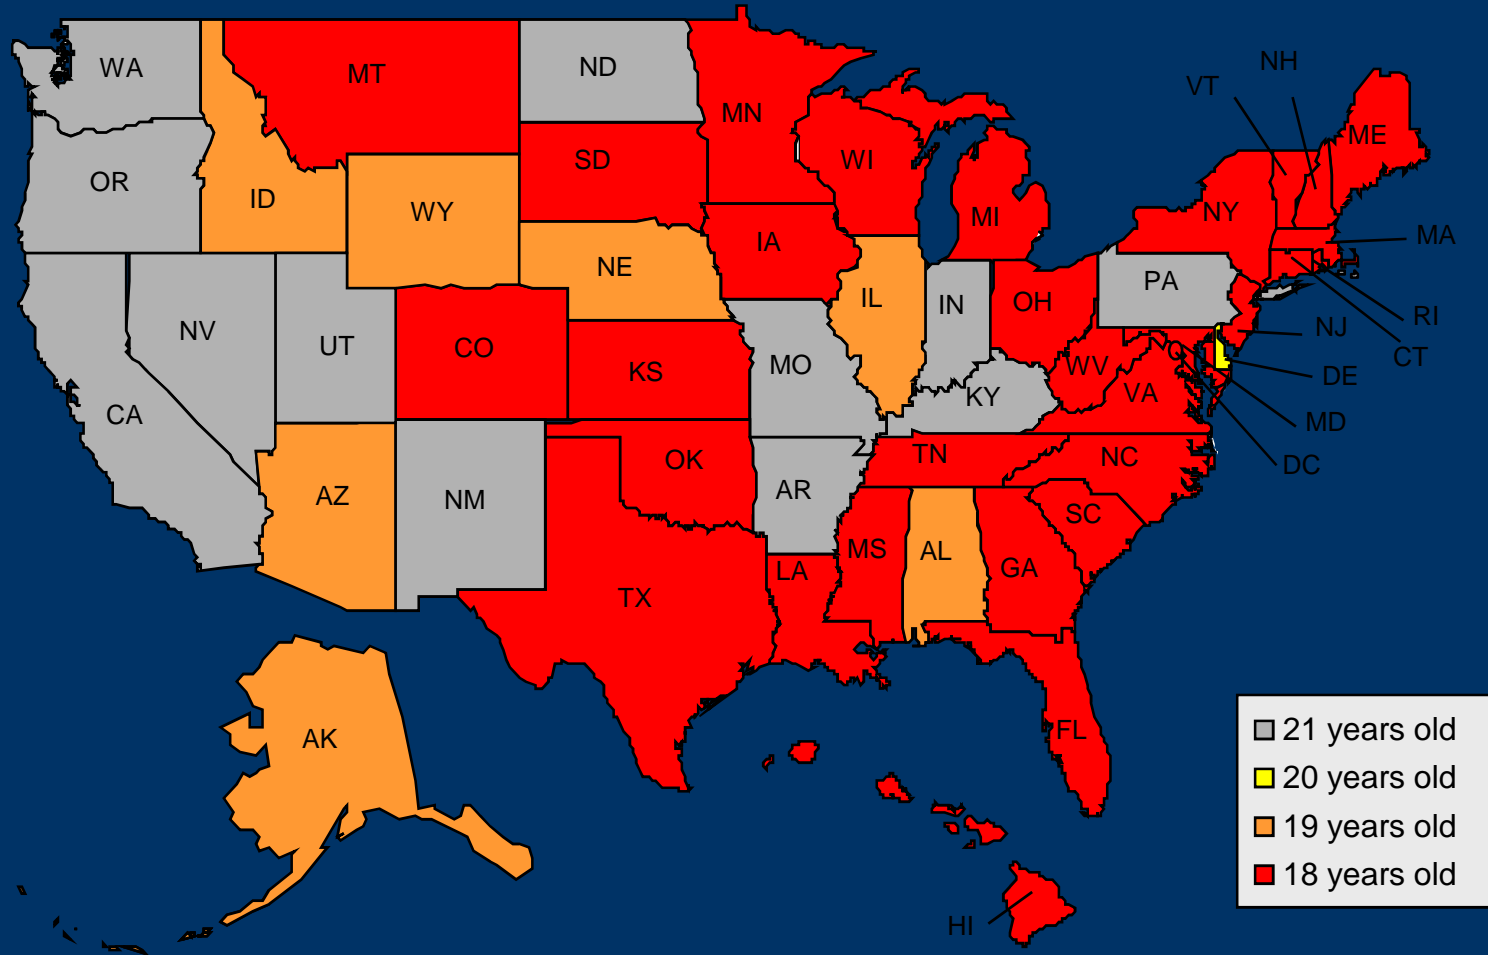 WA
MT
ND
MN
VT
NH
ME
OR
ID
WY
SD
WI
MI
NY
MA
IA
NE
IL
IN
OH
PA
RI
NJ
CT
NV
UT
CO
KS
MO
KY
WV
VA
DE
MD
DC
CA
AZ
NM
OK
AR
TN
NC
SC
TX
LA
MS
AL
GA
AK
FL
HI
21 years old
20 years old
19 years old
18 years old